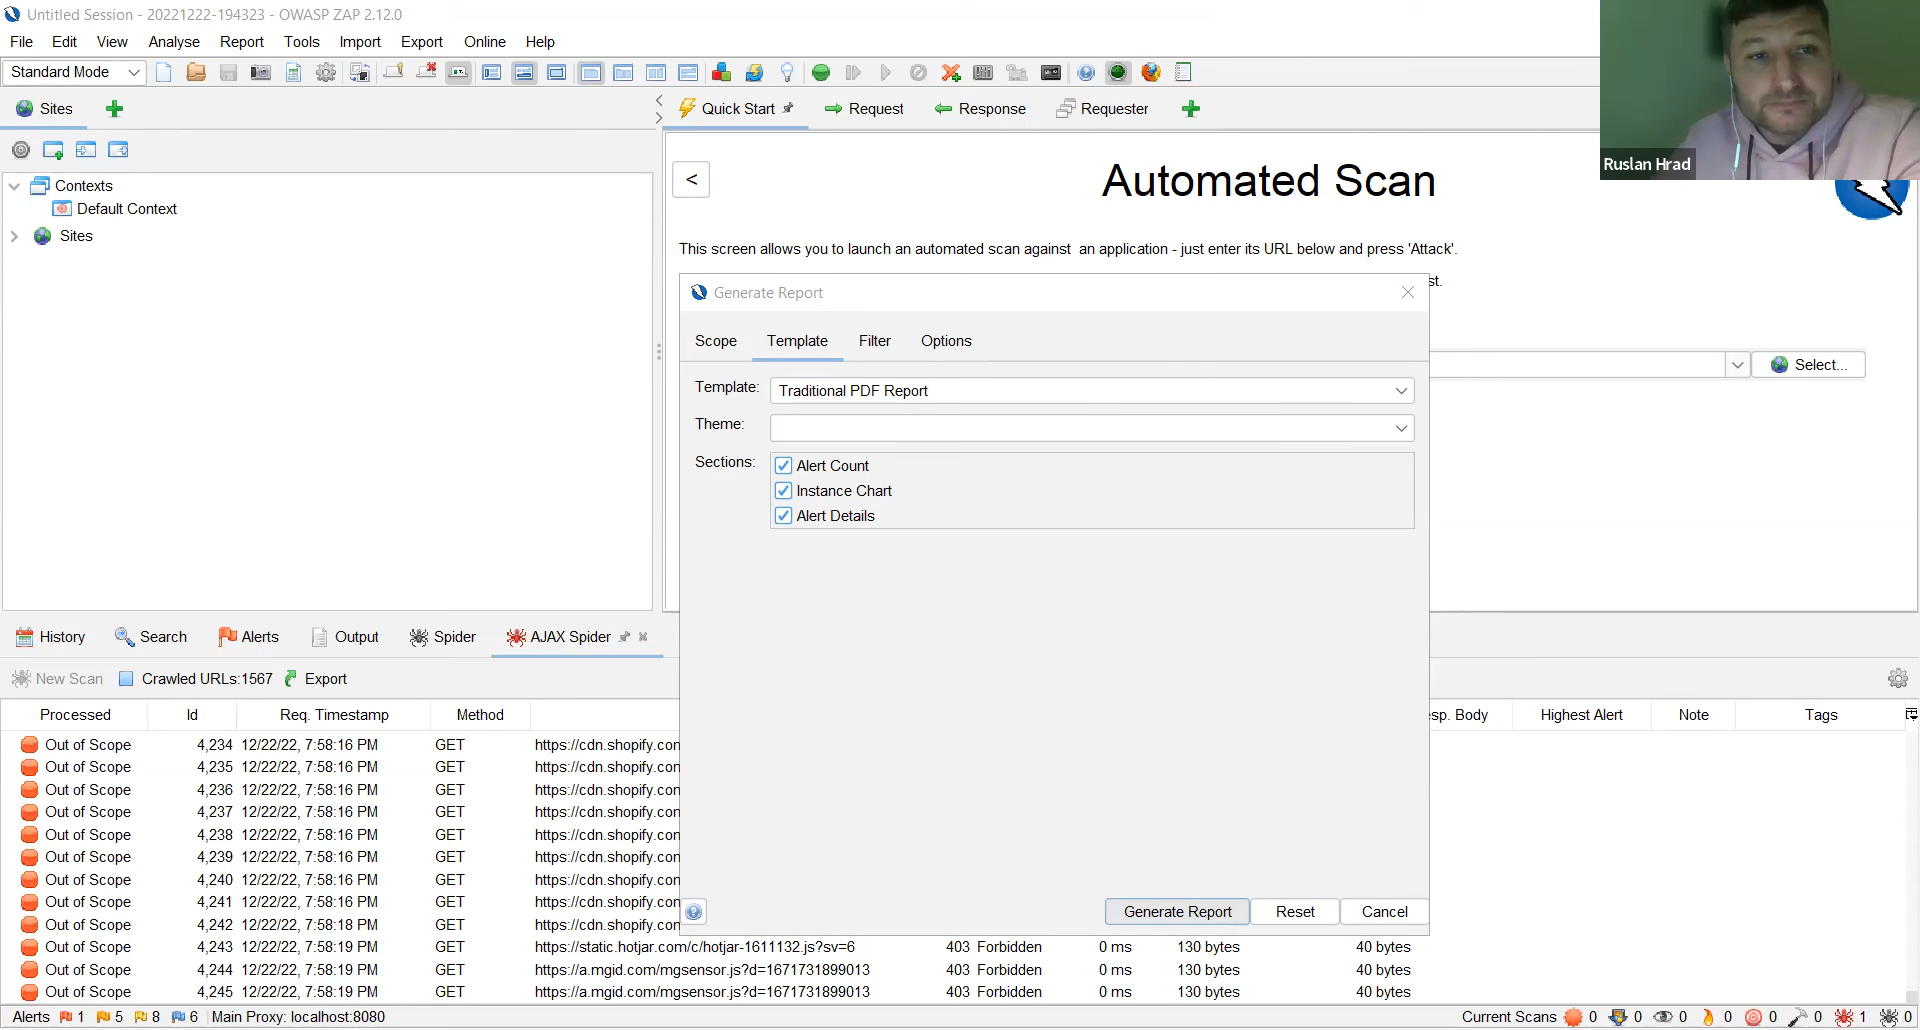 Untitled Session - 20221222-194323 - OWASP ZAP 2.12.0
File Edit View Analyse Report Tools Import Export Online Help
Standard Mode
Ruslan Hrad
Sites
Quick Start Request Response Requester
<
Automated Scan
Contexts
Default Context
Sites
This screen allows you to launch an automated scan against an application - just enter its URL below and press 'Attack'.
st.
Generate Report
Scope Template Filter Options
Select...
Template: Traditional PDF Report
Theme:
Sections: Alert Count
Instance Chart
Alert Details
Generate Report Reset Cancel
History Search Alerts Output Spider AJAX Spider
New Scan Crawled URLs:1567 Export
Processed Id Req. Timestamp Method esp. Body Highest Alert Note Tags
Out of Scope 4,234 12/22/22, 7:58:16 PM GET https://cdn.shopify.con
Out of Scope 4,235 12/22/22, 7:58:16 PM GET https://cdn.shopify.con
Out of Scope 4,236 12/22/22, 7:58:16 PM GET https://cdn.shopify.con
Out of Scope 4,237 12/22/22, 7:58:16 PM GET https://cdn.shopify.con
Out of Scope 4,238 12/22/22, 7:58:16 PM GET https://cdn.shopify.con
Out of Scope 4,239 12/22/22, 7:58:16 PM GET https://cdn.shopify.con
Out of Scope 4,240 12/22/22, 7:58:16 PM GET https://cdn.shopify.con
Out of Scope 4,241 12/22/22, 7:58:16 PM GET https://cdn.shopify.con
Out of Scope 4,242 12/22/22, 7:58:18 PM GET https://cdn.shopify.con
Out of Scope 4,243 12/22/22, 7:58:19 PM GET https://static.hotjar.com/c/hotjar-1611132.js?sv=6 403 Forbidden 0 ms 130 bytes 40 bytes
Out of Scope 4,244 12/22/22, 7:58:19 PM GET https://a.mgid.com/mgsensor.js?d=1671731899013 403 Forbidden 0 ms 130 bytes 40 bytes
Out of Scope 4,245 12/22/22, 7:58:19 PM GET https://a.mgid.com/mgsensor.js?d=1671731899013 403 Forbidden 0 ms 130 bytes 40 bytes
Alerts 1 5 8 6 Main Proxy: localhost:8080 Current Scans 0 0 0 0 0 0 1 0